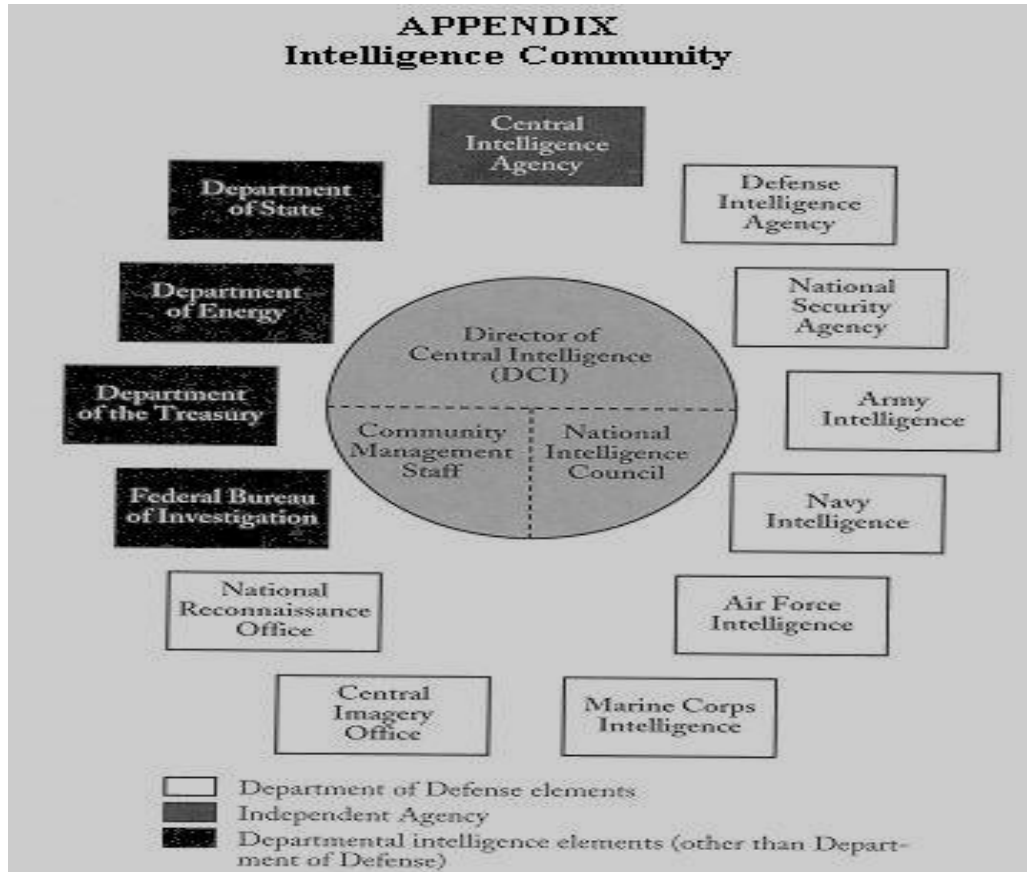 APPENDIX
Intelligence Community
Central
Intelligence
Agency
Department
of State
Defense
Intelligence
Agency
Department
of Energy
National
Security
Agency
Director of
Central Intelligence
(DCI)
Department
of the Treasury
Army
Intelligence
Community
Management
Staff
National
Intelligence
Council
Federal Bureau
of Investigation
Navy
Intelligence
National
Reconnaissance
Office
Air Force
Intelligence
Central
Imagery
Office
Marine Corps
Intelligence
Department of Defense elements
Independent Agency
Departmental intelligence elements (other than Depart-
ment of Defense)